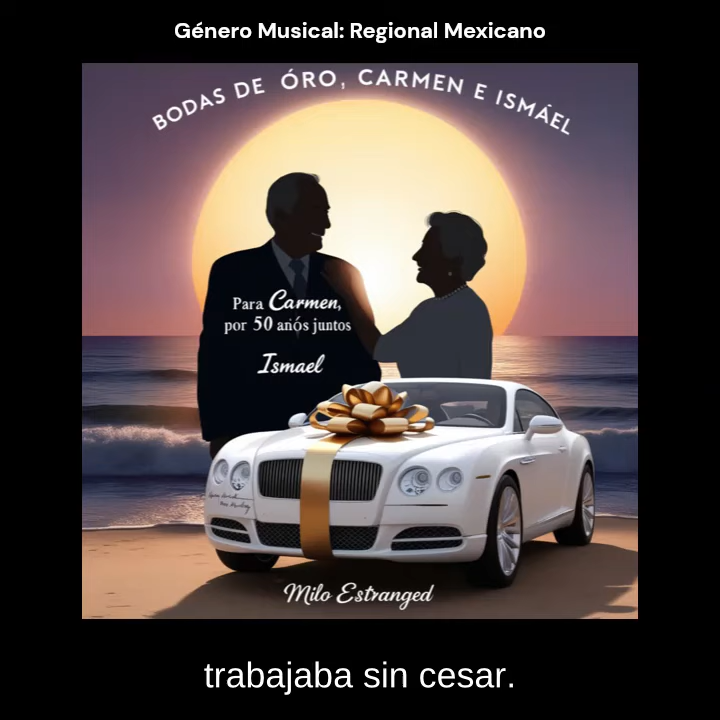 Género Musical: Regional Mexicano
BODAS DE ÓRO, CARMEN E ISMÁEL
Para Carmen,
por 50 anós juntos
Ismael
Milo Estranged
trabajaba sin cesar.